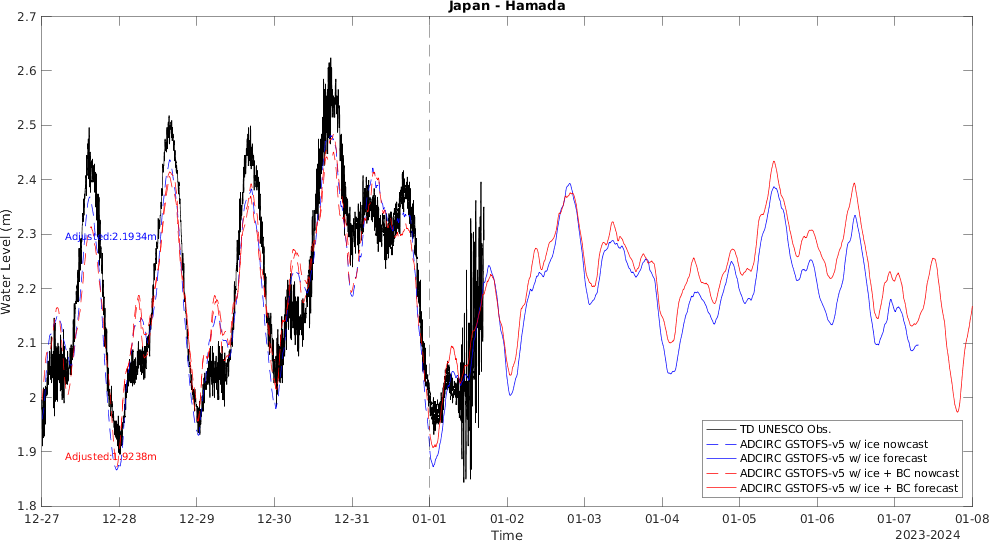 Japan - Hamada
Water Level (m)
2.7
2.6
2.5
2.4
2.3
2.2
2.1
2
1.9
1.8
Adjusted:2.1934m
Adjusted:1.9238m
TD UNESCO Obs.
ADCIRC GSTOFS-v5 w/ ice nowcast
ADCIRC GSTOFS-v5 w/ ice forecast
ADCIRC GSTOFS-v5 w/ ice + BC nowcast
ADCIRC GSTOFS-v5 w/ ice + BC forecast
12-27 12-28 12-29 12-30 12-31 01-01 01-02 01-03 01-04 01-05 01-06 01-07 01-08
Time
2023-2024